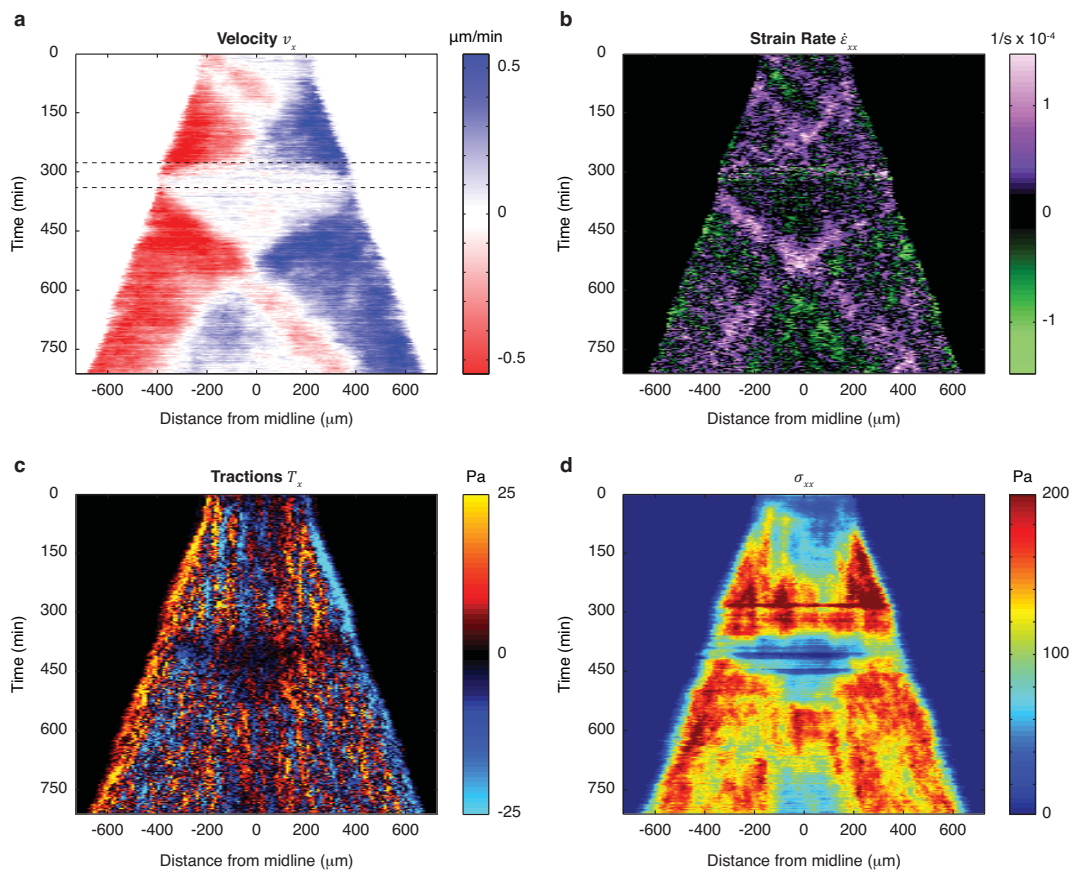 a
Velocity vₓ
μm/min
0
150
300
450
600
750
Time (min)
-600 -400 -200 0 200 400 600
Distance from midline (μm)
0.5
0
-0.5
b
Strain Rate ε̇ₓₓ
1/s x 10⁻⁴
0
150
300
450
600
750
Time (min)
-600 -400 -200 0 200 400 600
Distance from midline (μm)
1
0
-1
c
Tractions Tₓ
Pa
0
150
300
450
600
750
Time (min)
-600 -400 -200 0 200 400 600
Distance from midline (μm)
25
0
-25
d
σₓₓ
Pa
0
150
300
450
600
750
Time (min)
-600 -400 -200 0 200 400 600
Distance from midline (μm)
200
100
0